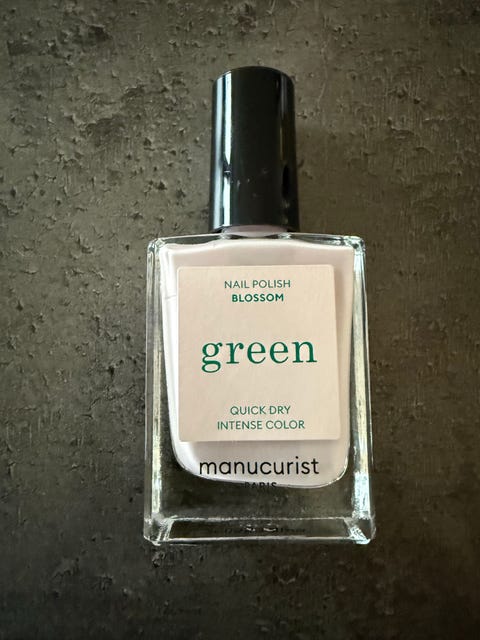 NAIL POLISH
BLOSSOM
green
QUICK DRY
INTENSE COLOR
manucurist
PARIS